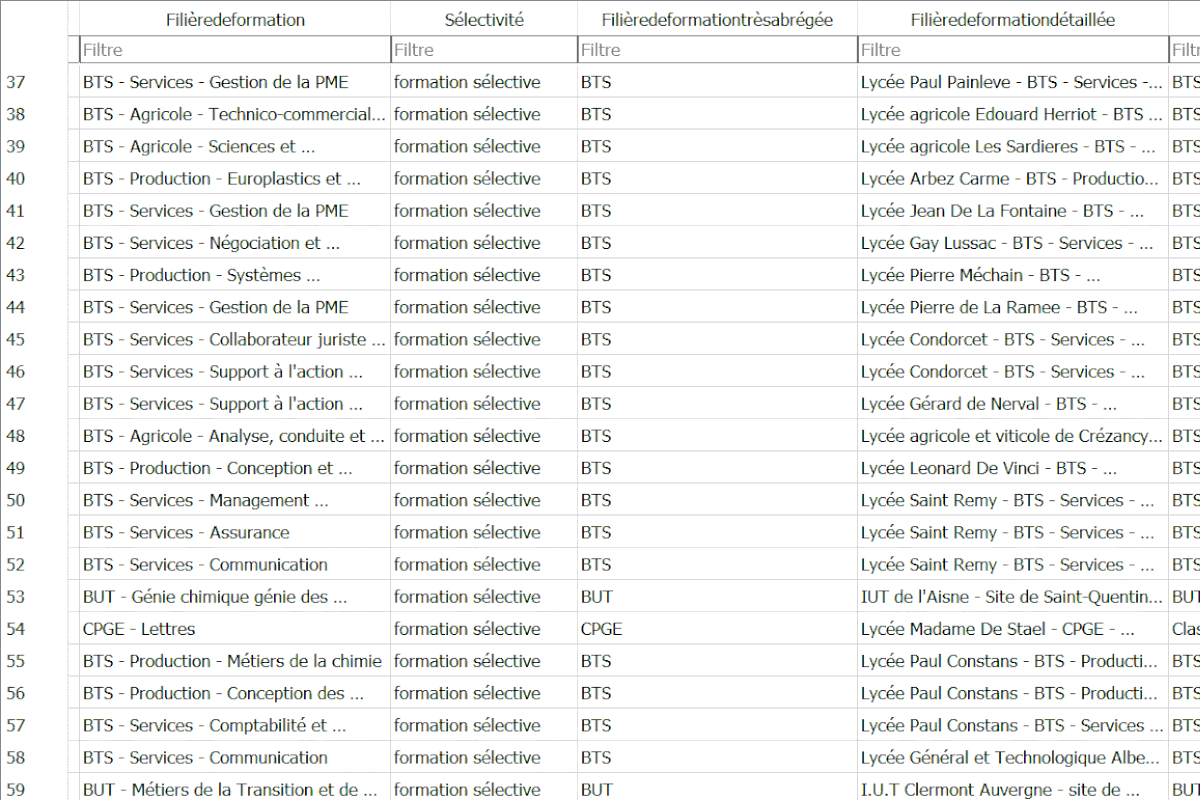 Filièredeformation Sélectivité Filièredeformationtrèsabrégée Filièredeformationdétaillée
Filtre Filtre Filtre Filtre Filtr
37 BTS - Services - Gestion de la PME formation sélective BTS Lycée Paul Painleve - BTS - Services -... BTS
38 BTS - Agricole - Technico-commercial... formation sélective BTS Lycée agricole Edouard Herriot - BTS ... BTS
39 BTS - Agricole - Sciences et ... formation sélective BTS Lycée agricole Les Sardieres - BTS - ... BTS
40 BTS - Production - Europlastics et ... formation sélective BTS Lycée Arbez Carme - BTS - Productio... BTS
41 BTS - Services - Gestion de la PME formation sélective BTS Lycée Jean De La Fontaine - BTS - ... BTS
42 BTS - Services - Négociation et ... formation sélective BTS Lycée Gay Lussac - BTS - Services - ... BTS
43 BTS - Production - Systèmes ... formation sélective BTS Lycée Pierre Méchain - BTS - ... BTS
44 BTS - Services - Gestion de la PME formation sélective BTS Lycée Pierre de La Ramee - BTS - ... BTS
45 BTS - Services - Collaborateur juriste ... formation sélective BTS Lycée Condorcet - BTS - Services - ... BTS
46 BTS - Services - Support à l'action ... formation sélective BTS Lycée Condorcet - BTS - Services - ... BTS
47 BTS - Services - Support à l'action ... formation sélective BTS Lycée Gérard de Nerval - BTS - ... BTS
48 BTS - Agricole - Analyse, conduite et ... formation sélective BTS Lycée agricole et viticole de Crézancy... BTS
49 BTS - Production - Conception et ... formation sélective BTS Lycée Leonard De Vinci - BTS - ... BTS
50 BTS - Services - Management ... formation sélective BTS Lycée Saint Remy - BTS - Services - ... BTS
51 BTS - Services - Assurance formation sélective BTS Lycée Saint Remy - BTS - Services - ... BTS
52 BTS - Services - Communication formation sélective BTS Lycée Saint Remy - BTS - Services - ... BTS
53 BUT - Génie chimique génie des ... formation sélective BUT IUT de l'Aisne - Site de Saint-Quentin... BUT
54 CPGE - Lettres formation sélective CPGE Lycée Madame De Stael - CPGE - ... Clas
55 BTS - Production - Métiers de la chimie formation sélective BTS Lycée Paul Constans - BTS - Producti... BTS
56 BTS - Production - Conception des ... formation sélective BTS Lycée Paul Constans - BTS - Producti... BTS
57 BTS - Services - Comptabilité et ... formation sélective BTS Lycée Paul Constans - BTS - Services ... BTS
58 BTS - Services - Communication formation sélective BTS Lycée Général et Technologique Albe... BTS
59 BUT - Métiers de la Transition et de ... formation sélective BUT I.U.T Clermont Auvergne - site de ... BUT